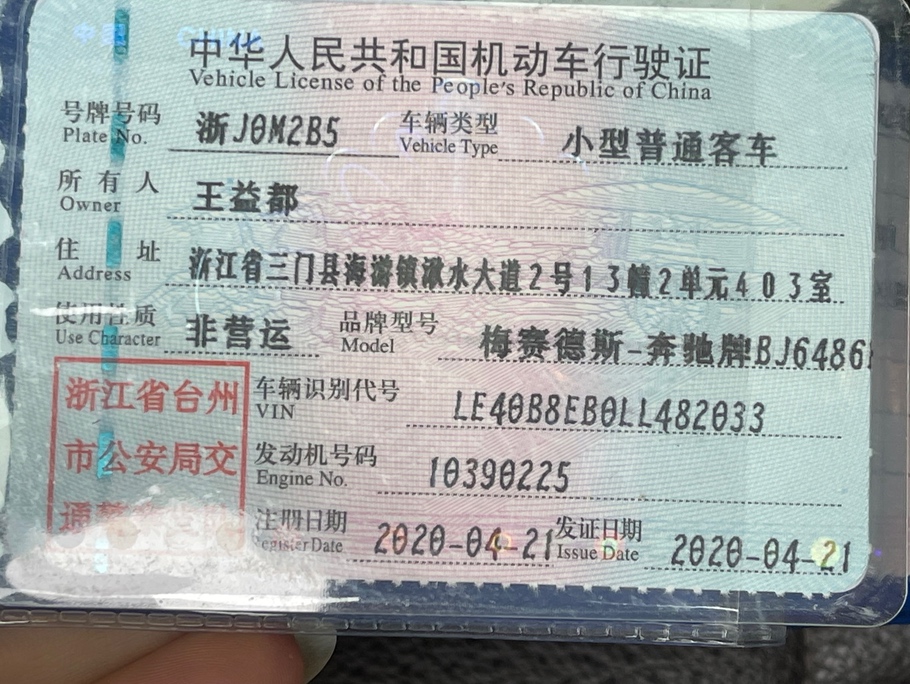 中华人民共和国机动车行驶证
Vehicle License of the People's Republic of China
号牌号码 浙J0M2B5 车辆类型 小型普通客车
Plate No. Vehicle Type
所有人 王益都
Owner
住址 浙江省三门县海游镇湫水大道2号13幢2单元403室
Address
使用性质 非营运 品牌型号 梅赛德斯-奔驰牌BJ6486
Use Character Model
浙江省台州
市公安局交
通警
车辆识别代号 LE40B8EB0LL482033
VIN
发动机号码 10390225
Engine No.
注册日期 2020-04-21 发证日期 2020-04-21
Register Date Issue Date